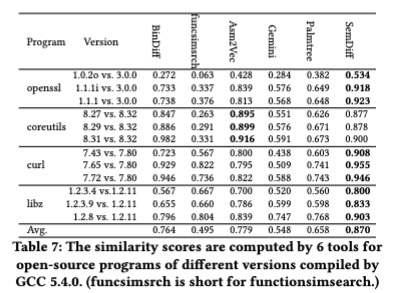 Program Version BinDiff funcsimsrch Asm2Vec Gemini Palmtree SemDiff
1.0.2o vs. 3.0.0 0.272 0.063 0.428 0.284 0.382 0.534
openssl 1.1.1i vs. 3.0.0 0.733 0.337 0.839 0.576 0.649 0.918
1.1.1 vs. 3.0.0 0.738 0.376 0.813 0.568 0.648 0.923
8.27 vs. 8.32 0.847 0.263 0.895 0.551 0.626 0.877
coreutils 8.29 vs. 8.32 0.886 0.291 0.899 0.576 0.671 0.878
8.31 vs. 8.32 0.982 0.331 0.916 0.591 0.673 0.900
7.43 vs. 7.80 0.723 0.567 0.800 0.438 0.603 0.908
curl 7.65 vs. 7.80 0.929 0.822 0.795 0.509 0.741 0.955
7.72 vs. 7.80 0.946 0.736 0.822 0.588 0.743 0.946
1.2.3.4 vs.1.2.11 0.567 0.667 0.700 0.520 0.560 0.800
libz 1.2.3.9 vs.1.2.11 0.655 0.660 0.786 0.599 0.598 0.833
1.2.8 vs.1.2.11 0.796 0.804 0.839 0.747 0.768 0.903
Avg. 0.764 0.495 0.779 0.548 0.658 0.870
Table 7: The similarity scores are computed by 6 tools for
open-source programs of different versions compiled by
GCC 5.4.0. (funcsimsrch is short for functionsimsearch.)